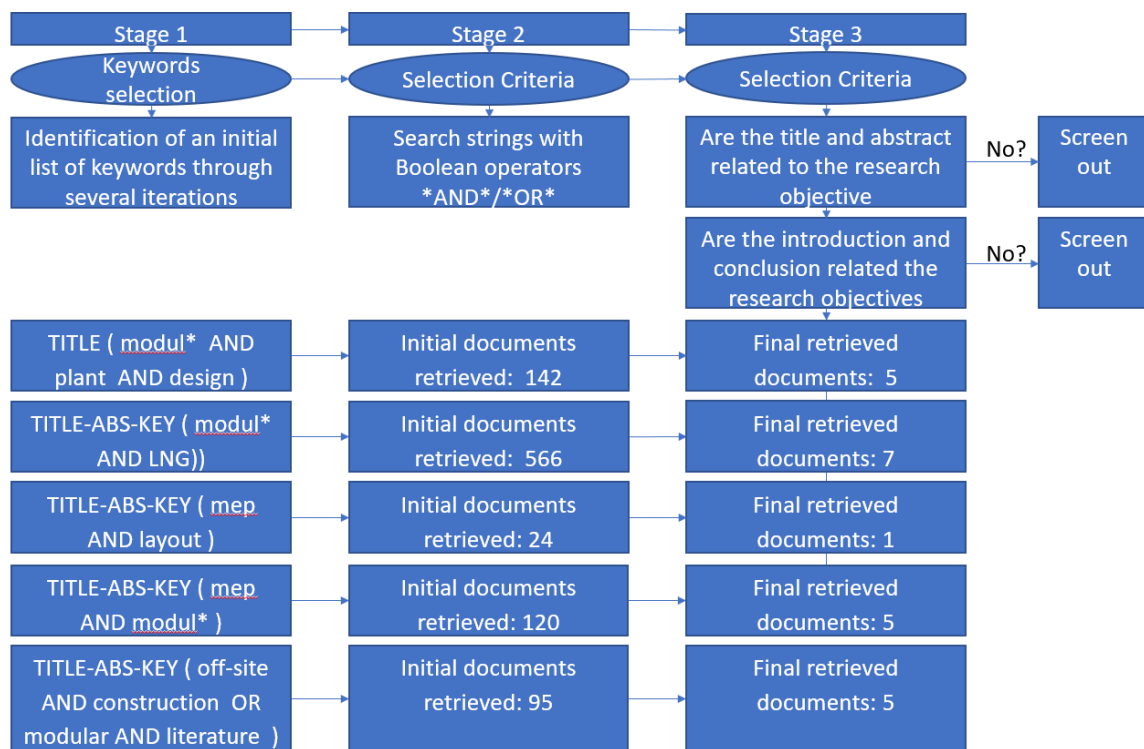 Stage 1
Stage 2
Stage 3
Keywords
selection
Selection Criteria
Selection Criteria
Identification of an initial
list of keywords through
several iterations
Search strings with
Boolean operators
*AND*/*OR*
Are the title and abstract
related to the research
objective
No?
Screen
out
Are the introduction and
conclusion related the
research objectives
No?
Screen
out
TITLE ( modul* AND
plant AND design )
Initial documents
retrieved: 142
Final retrieved
documents: 5
TITLE-ABS-KEY ( modul*
AND LNG))
Initial documents
retrieved: 566
Final retrieved
documents: 7
TITLE-ABS-KEY ( mep
AND layout )
Initial documents
retrieved: 24
Final retrieved
documents: 1
TITLE-ABS-KEY ( mep
AND modul* )
Initial documents
retrieved: 120
Final retrieved
documents: 5
TITLE-ABS-KEY ( off-site
AND construction OR
modular AND literature )
Initial documents
retrieved: 95
Final retrieved
documents: 5